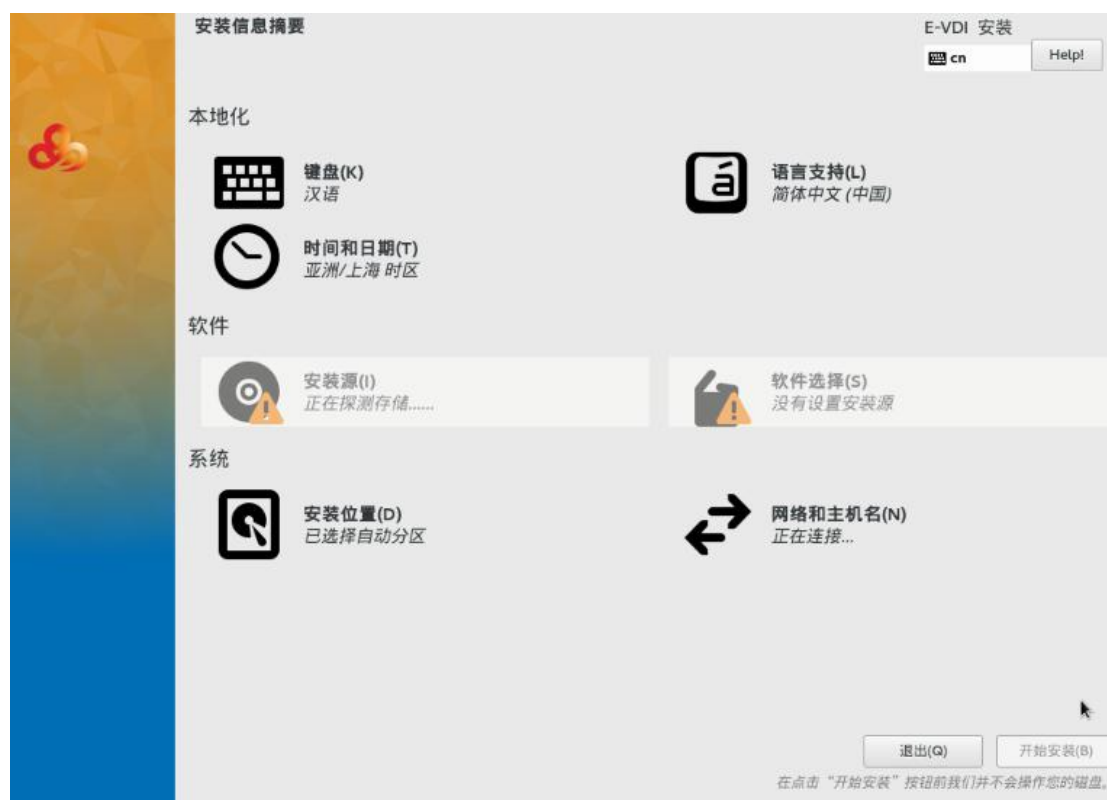 安装信息摘要
E-VDI 安装
cn
Help!
本地化
键盘(K)
汉语
语言支持(L)
简体中文 (中国)
时间和日期(T)
亚洲/上海 时区
软件
安装源(I)
正在探测存储......
软件选择(S)
没有设置安装源
系统
安装位置(D)
已选择自动分区
网络和主机名(N)
正在连接...
退出(Q)
开始安装(B)
在点击“开始安装”按钮前我们并不会操作您的磁盘。